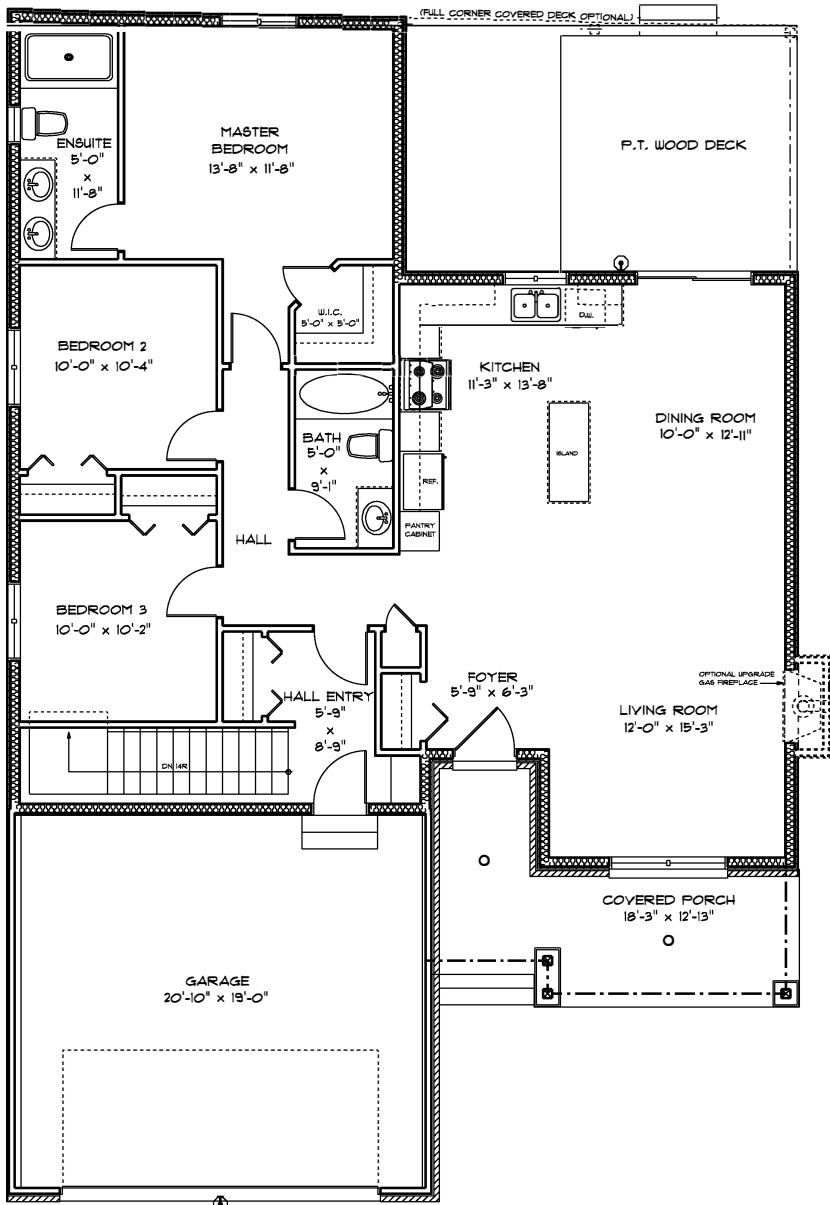 (FULL CORNER COVERED DECK OPTIONAL)
MASTER
BEDROOM
13'-8" x 11'-8"
ENSUITE
5'-0"
x
11'-8"
P.T. WOOD DECK
W.I.C.
5'-0" x 5'-0"
D.W.
BEDROOM 2
10'-0" x 10'-4"
KITCHEN
11'-3" x 13'-8"
DINING ROOM
10'-0" x 12'-11"
BATH
5'-0"
x
9'-1"
ISLAND
REF.
PANTRY
CABINET
HALL
BEDROOM 3
10'-0" x 10'-2"
FOYER
5'-9" x 6'-3"
OPTIONAL UPGRADE
GAS FIREPLACE
HALL ENTRY
5'-9"
x
8'-9"
LIVING ROOM
12'-0" x 15'-3"
DN 14R
COVERED PORCH
18'-3" x 12'-13"
GARAGE
20'-10" x 19'-0"